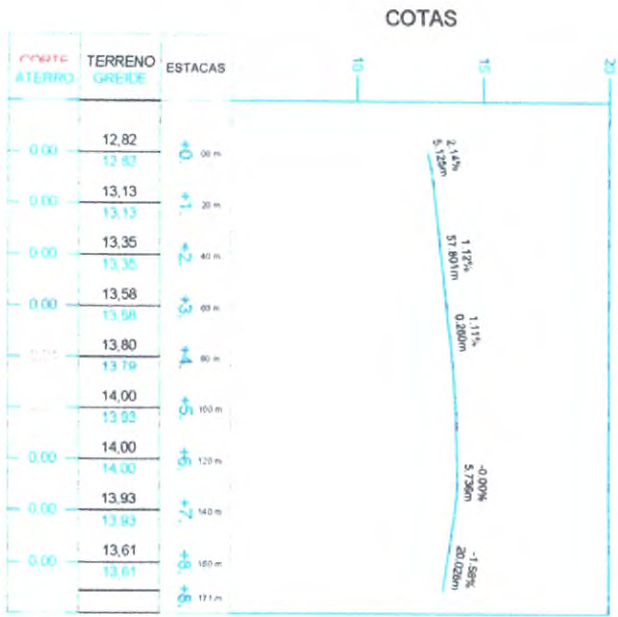 COTAS
CORTE TERRENO ESTACAS
ATERRO GREIDE
10 15 20
12,82
0.00 12.82 +0. 00 m
13,13
0.00 13,13 +1. 20 m
13,35
0.00 13,35 +2. 40 m
13,58
0.00 13,58 +3. 60 m
13,80
13.79 +4. 80 m
14,00
13.93 +5. 100 m
14,00
0.00 14.00 +6. 120 m
13,93
0.00 13.93 +7. 140 m
13,61
0.00 13,61 +8. 160 m
+8. 171 m
2.14%
5.125m
1.12%
57.801m
1.11%
0.260m
-0.00%
5.736m
-1.58%
20.026m